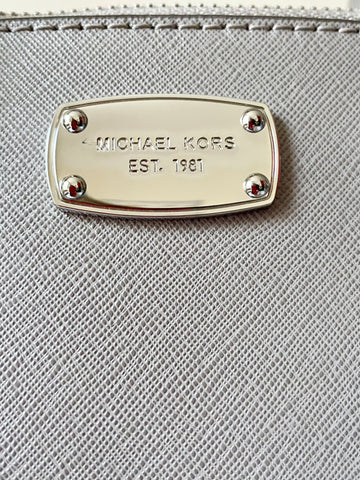 MICHAEL KORS
EST. 1981